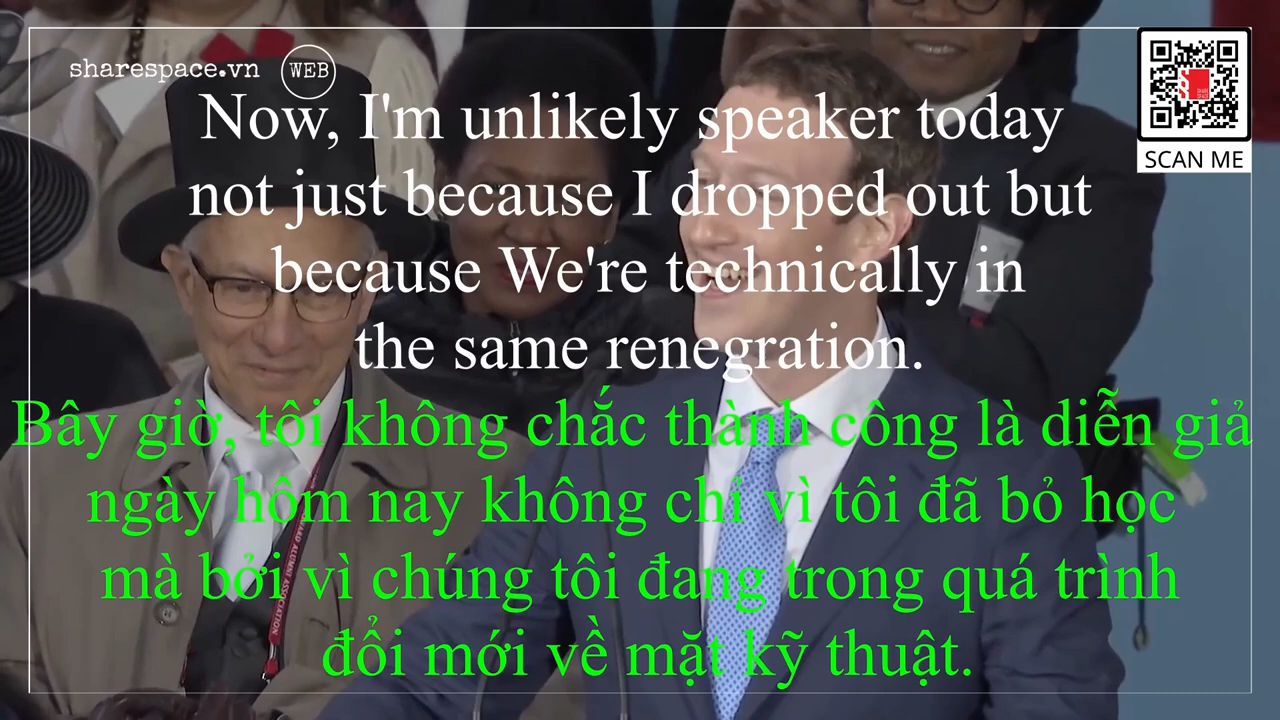 sharespace.vn WEB
SCAN ME
Now, I'm unlikely speaker today
not just because I dropped out but
because We're technically in
the same renegration.
Bây giờ, tôi không chắc thành công là diễn giả
ngày hôm nay không chỉ vì tôi đã bỏ học
mà bởi vì chúng tôi đang trong quá trình
đổi mới về mặt kỹ thuật.
ALUMNI ASSOCIATION